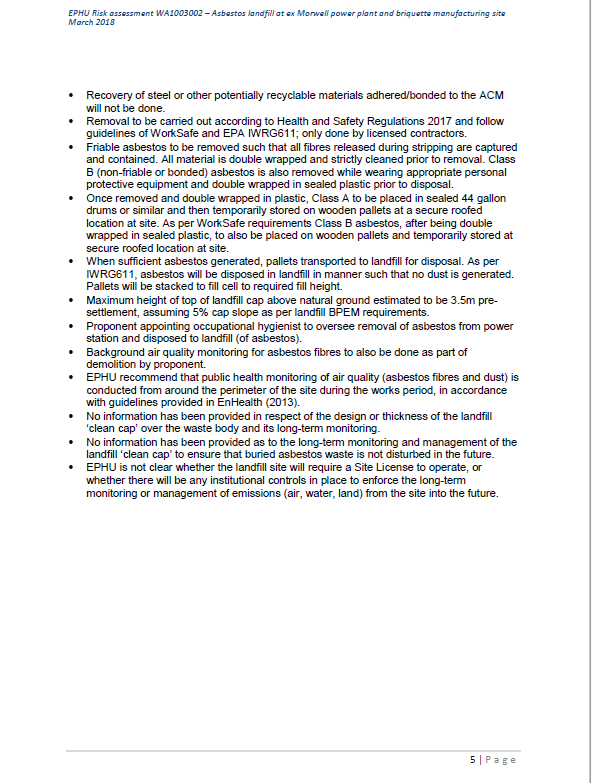 EPHU Risk assessment WA1003002 – Asbestos landfill at ex Morwell power plant and briquette manufacturing site
March 2018
• Recovery of steel or other potentially recyclable materials adhered/bonded to the ACM
will not be done.
• Removal to be carried out according to Health and Safety Regulations 2017 and follow
guidelines of WorkSafe and EPA IWRG611; only done by licensed contractors.
• Friable asbestos to be removed such that all fibres released during stripping are captured
and contained. All material is double wrapped and strictly cleaned prior to removal. Class
B (non-friable or bonded) asbestos is also removed while wearing appropriate personal
protective equipment and double wrapped in sealed plastic prior to disposal.
• Once removed and double wrapped in plastic, Class A to be placed in sealed 44 gallon
drums or similar and then temporarily stored on wooden pallets at a secure roofed
location at site. As per WorkSafe requirements Class B asbestos, after being double
wrapped in sealed plastic, to also be placed on wooden pallets and temporarily stored at
secure roofed location at site.
• When sufficient asbestos generated, pallets transported to landfill for disposal. As per
IWRG611, asbestos will be disposed in landfill in manner such that no dust is generated.
Pallets will be stacked to fill cell to required fill height.
• Maximum height of top of landfill cap above natural ground estimated to be 3.5m pre-
settlement, assuming 5% cap slope as per landfill BPEM requirements.
• Proponent appointing occupational hygienist to oversee removal of asbestos from power
station and disposed to landfill (of asbestos).
• Background air quality monitoring for asbestos fibres to also be done as part of
demolition by proponent.
• EPHU recommend that public health monitoring of air quality (asbestos fibres and dust) is
conducted from around the perimeter of the site during the works period, in accordance
with guidelines provided in EnHealth (2013).
• No information has been provided in respect of the design or thickness of the landfill
‘clean cap’ over the waste body and its long-term monitoring.
• No information has been provided as to the long-term monitoring and management of the
landfill ‘clean cap’ to ensure that buried asbestos waste is not disturbed in the future.
• EPHU is not clear whether the landfill site will require a Site License to operate, or
whether there will be any institutional controls in place to enforce the long-term
monitoring or management of emissions (air, water, land) from the site into the future.
5 | Page